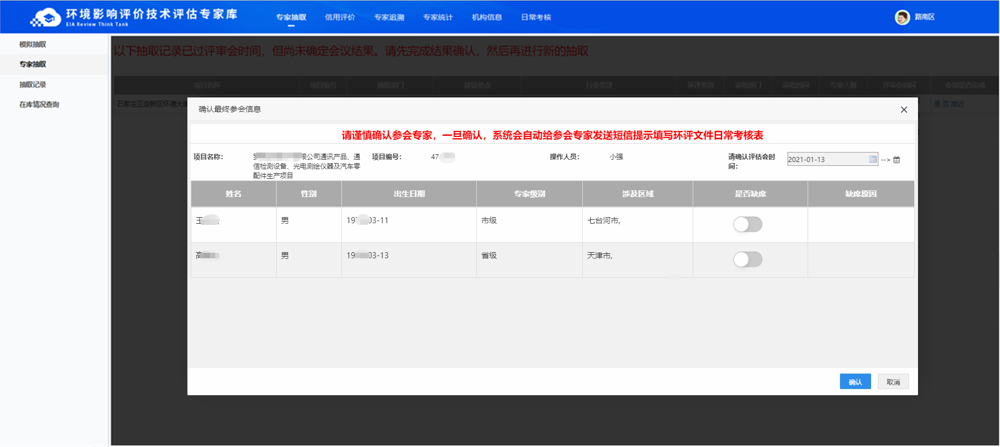 环境影响评价技术评估专家库
EIA Review Think Tank
专家抽取 信用评价 专家追溯 专家统计 机构信息 日常考核
路南区
模拟抽取
专家抽取
抽取记录
在库情况查询
以下抽取记录已过评审会时间，但尚未确定会议结果。请先完成结果确认，然后再进行新的抽取
项目名称 项目编号 抽取部门 建设地点 行业类别 环评类别 审批部门 审批时间 专家人数 评审会时间 会议是否完成
石家庄正定新区怀德大街
是 否 推迟
确认最终参会信息
请谨慎确认参会专家，一旦确认，系统会自动给参会专家发送短信提示填写环评文件日常考核表
项目名称： 限公司通讯产品、通 项目编号： 47 操作人员： 小强 请确认评估会时
信检测设备、光电测绘仪器及汽车零 间： 2021-01-13 -->
配件生产项目
姓名 性别 出生日期 专家级别 涉及区域 是否缺席 缺席原因
王 男 197 03-11 市级 七台河市,
高 男 19 03-13 省级 天津市,
确认 取消